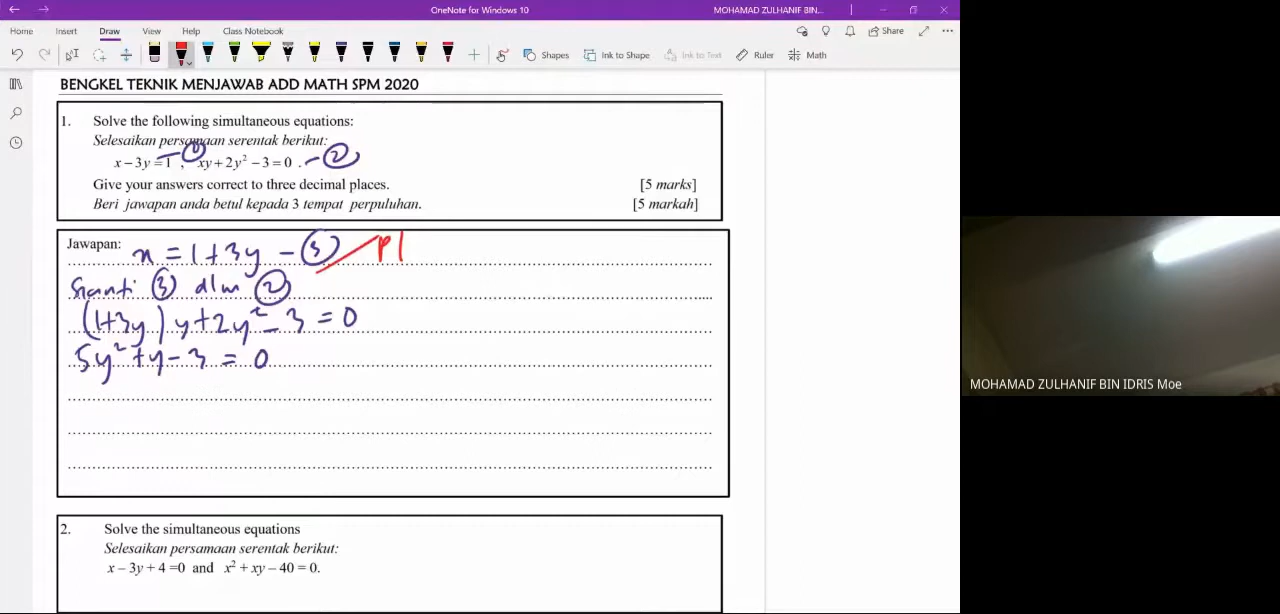 OneNote for Windows 10
MOHAMAD ZULHANIF BIN...
Home Insert Draw View Help Class Notebook
Share
Shapes Ink to Shape Ink to Text Ruler Math
BENGKEL TEKNIK MENJAWAB ADD MATH SPM 2020
1. Solve the following simultaneous equations:
Selesaikan persamaan serentak berikut:
x − 3y = 1 – ① , xy + 2y² − 3 = 0 . – ②
Give your answers correct to three decimal places. [5 marks]
Beri jawapan anda betul kepada 3 tempat perpuluhan. [5 markah]
Jawapan: x = 1+3y – ③ / P1
Ganti ③ dlm ②
(1+3y)y+2y²−3 = 0
5y²+y−3 = 0
2. Solve the simultaneous equations
Selesaikan persamaan serentak berikut:
x – 3y + 4 =0 and x² + xy – 40 = 0.
MOHAMAD ZULHANIF BIN IDRIS Moe